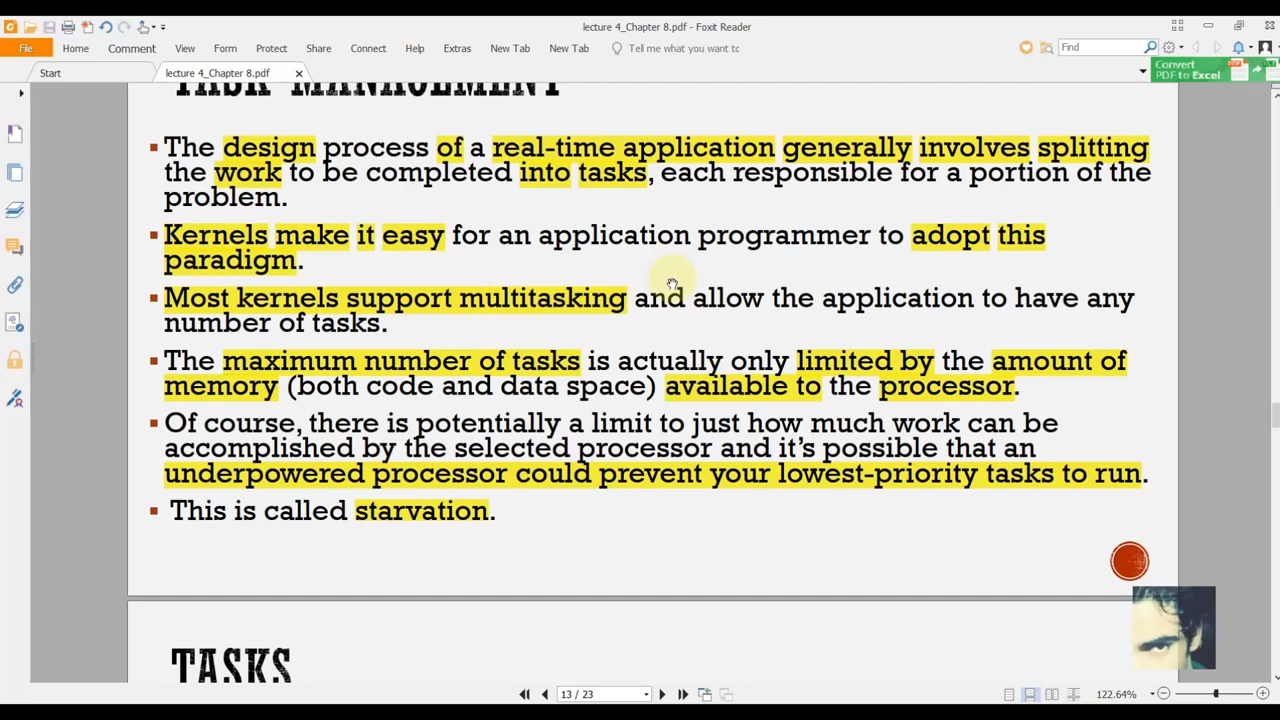 lecture 4_Chapter 8.pdf - Foxit Reader
File Home Comment View Form Protect Share Connect Help Extras New Tab New Tab Tell me what you want to Find
Start lecture 4_Chapter 8.pdf
Convert
PDF to Excel
TASK MANAGEMENT
The design process of a real-time application generally involves splitting
the work to be completed into tasks, each responsible for a portion of the
problem.
Kernels make it easy for an application programmer to adopt this
paradigm.
Most kernels support multitasking and allow the application to have any
number of tasks.
The maximum number of tasks is actually only limited by the amount of
memory (both code and data space) available to the processor.
Of course, there is potentially a limit to just how much work can be
accomplished by the selected processor and it's possible that an
underpowered processor could prevent your lowest-priority tasks to run.
This is called starvation.
TASKS
13 / 23 122.64%